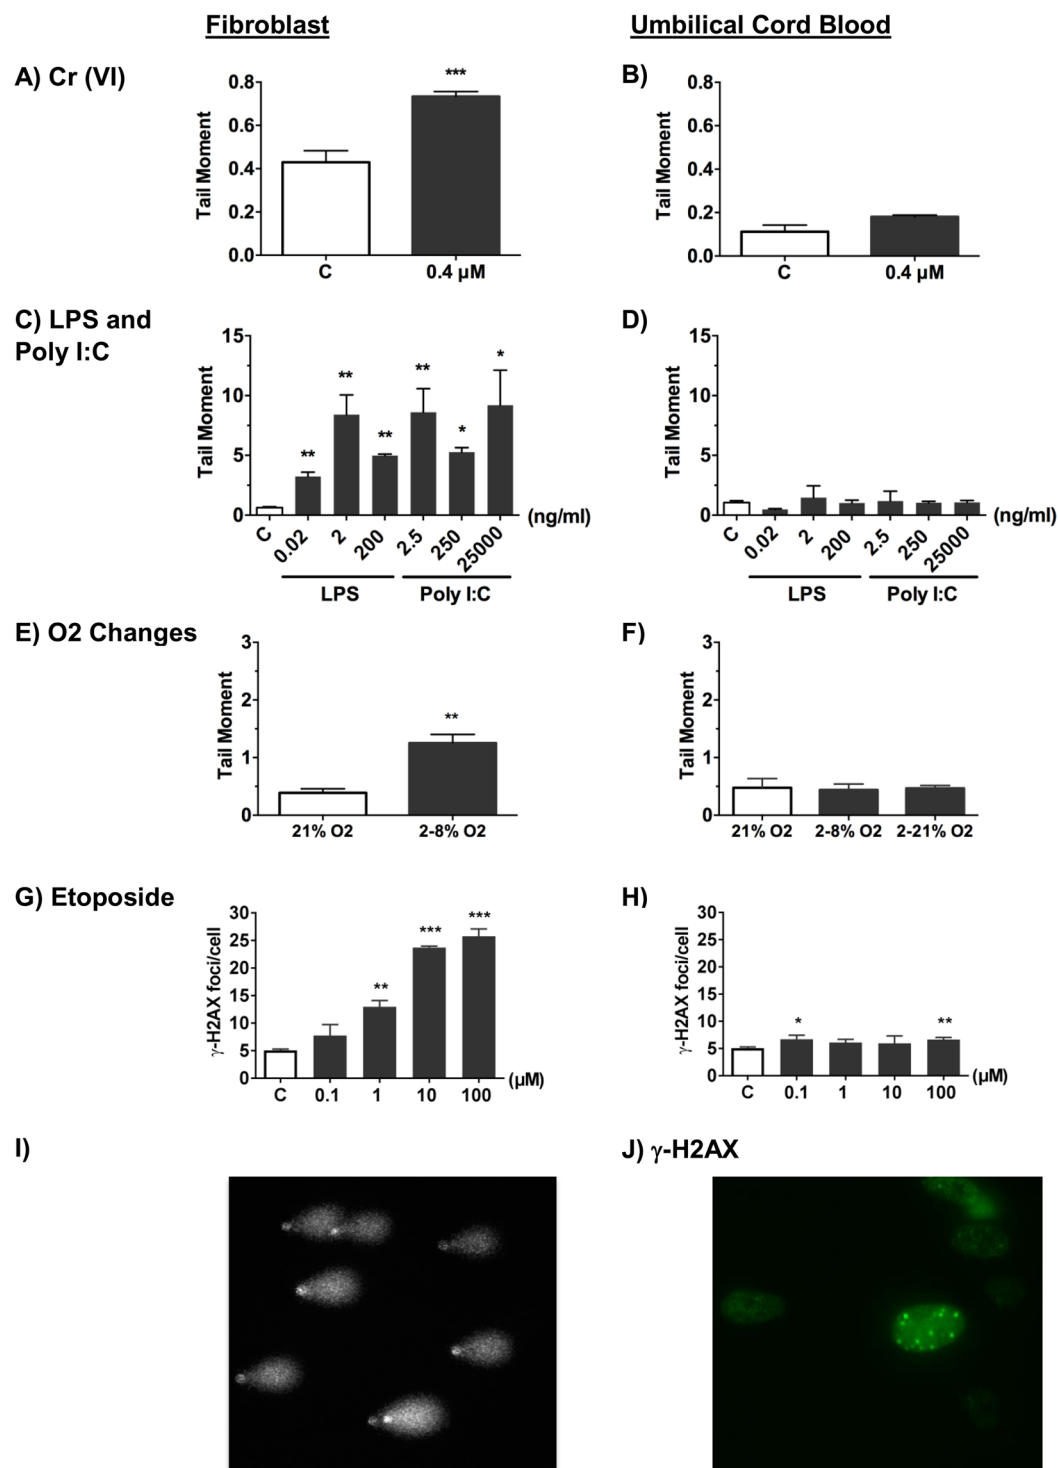 Fibroblast
Umbilical Cord Blood
A) Cr (VI)
Tail Moment
0.8
0.6
0.4
0.2
0.0
***
C
0.4 µM
B)
Tail Moment
0.8
0.6
0.4
0.2
0.0
C
0.4 µM
C) LPS and
Poly I:C
Tail Moment
15
10
5
0
**
**
**
**
*
*
C
0.02
2
200
2.5
250
25000
(ng/ml)
LPS
Poly I:C
D)
Tail Moment
15
10
5
0
C
0.02
2
200
2.5
250
25000
(ng/ml)
LPS
Poly I:C
E) O2 Changes
Tail Moment
3
2
1
0
**
21% O2
2-8% O2
F)
Tail Moment
3
2
1
0
21% O2
2-8% O2
2-21% O2
G) Etoposide
γ-H2AX foci/cell
30
25
20
15
10
5
0
**
***
***
C
0.1
1
10
100
(µM)
H)
γ-H2AX foci/cell
30
25
20
15
10
5
0
*
**
C
0.1
1
10
100
(µM)
I)
J) γ-H2AX